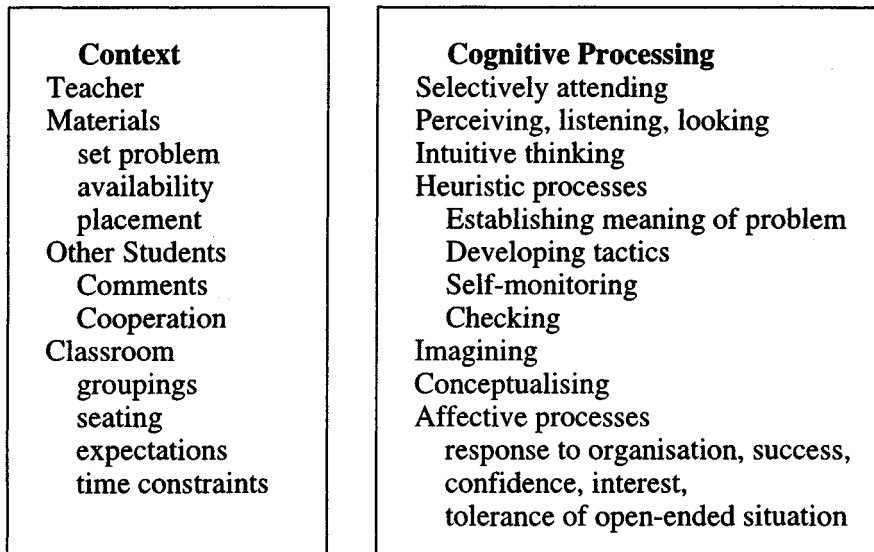 Context
Teacher
Materials
set problem
availability
placement
Other Students
Comments
Cooperation
Classroom
groupings
seating
expectations
time constraints
Cognitive Processing
Selectively attending
Perceiving, listening, looking
Intuitive thinking
Heuristic processes
Establishing meaning of problem
Developing tactics
Self-monitoring
Checking
Imagining
Conceptualising
Affective processes
response to organisation, success,
confidence, interest,
tolerance of open-ended situation